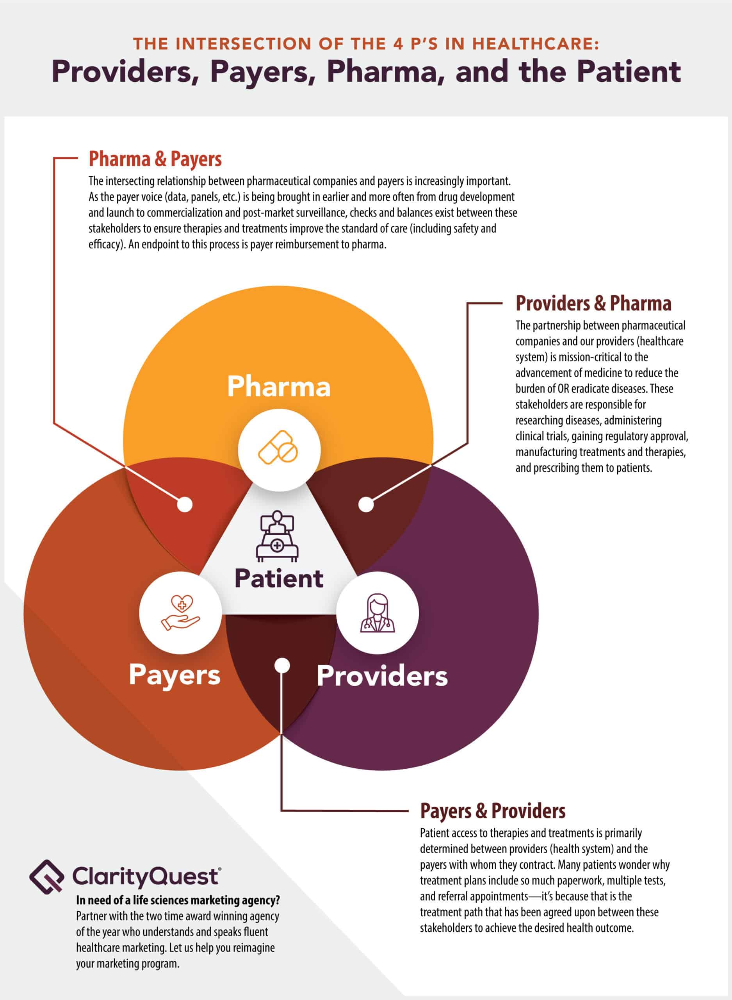 THE INTERSECTION OF THE 4 P'S IN HEALTHCARE:
Providers, Payers, Pharma, and the Patient
Pharma & Payers
The intersecting relationship between pharmaceutical companies and payers is increasingly important.
As the payer voice (data, panels, etc.) is being brought in earlier and more often from drug development
and launch to commercialization and post-market surveillance, checks and balances exist between these
stakeholders to ensure therapies and treatments improve the standard of care (including safety and
efficacy). An endpoint to this process is payer reimbursement to pharma.
Providers & Pharma
The partnership between pharmaceutical
companies and our providers (healthcare
system) is mission-critical to the
advancement of medicine to reduce the
burden of OR eradicate diseases. These
stakeholders are responsible for
researching diseases, administering
clinical trials, gaining regulatory approval,
manufacturing treatments and therapies,
and prescribing them to patients.
Pharma
Patient
Payers
Providers
Payers & Providers
Patient access to therapies and treatments is primarily
determined between providers (health system) and the
payers with whom they contract. Many patients wonder why
treatment plans include so much paperwork, multiple tests,
and referral appointments—it's because that is the
treatment path that has been agreed upon between these
stakeholders to achieve the desired health outcome.
ClarityQuest®
In need of a life sciences marketing agency?
Partner with the two time award winning agency
of the year who understands and speaks fluent
healthcare marketing. Let us help you reimagine
your marketing program.